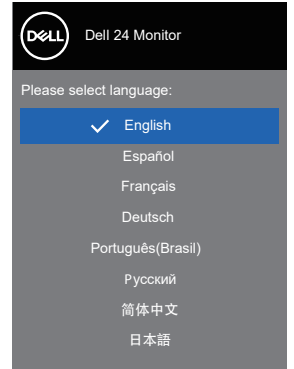 DELL
Dell 24 Monitor
Please select language:
English
Español
Français
Deutsch
Português(Brasil)
Русский
简体中文
日本語